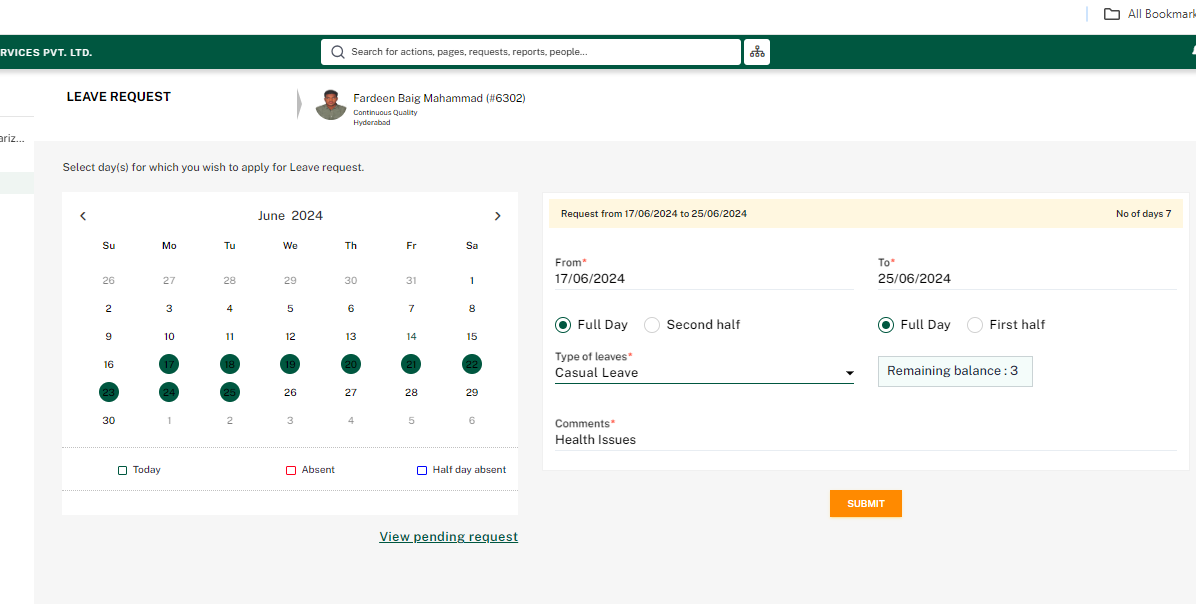 All Bookmark
RVICES PVT. LTD.
Search for actions, pages, requests, reports, people...
LEAVE REQUEST
Fardeen Baig Mahammad (#6302)
Continuous Quality
Hyderabad
ariz...
Select day(s) for which you wish to apply for Leave request.
June 2024
Su Mo Tu We Th Fr Sa
26 27 28 29 30 31 1
2 3 4 5 6 7 8
9 10 11 12 13 14 15
16 17 18 19 20 21 22
23 24 25 26 27 28 29
30 1 2 3 4 5 6
Today Absent Half day absent
View pending request
Request from 17/06/2024 to 25/06/2024 No of days 7
From* To*
17/06/2024 25/06/2024
Full Day Second half Full Day First half
Type of leaves*
Casual Leave
Remaining balance : 3
Comments*
Health Issues
SUBMIT